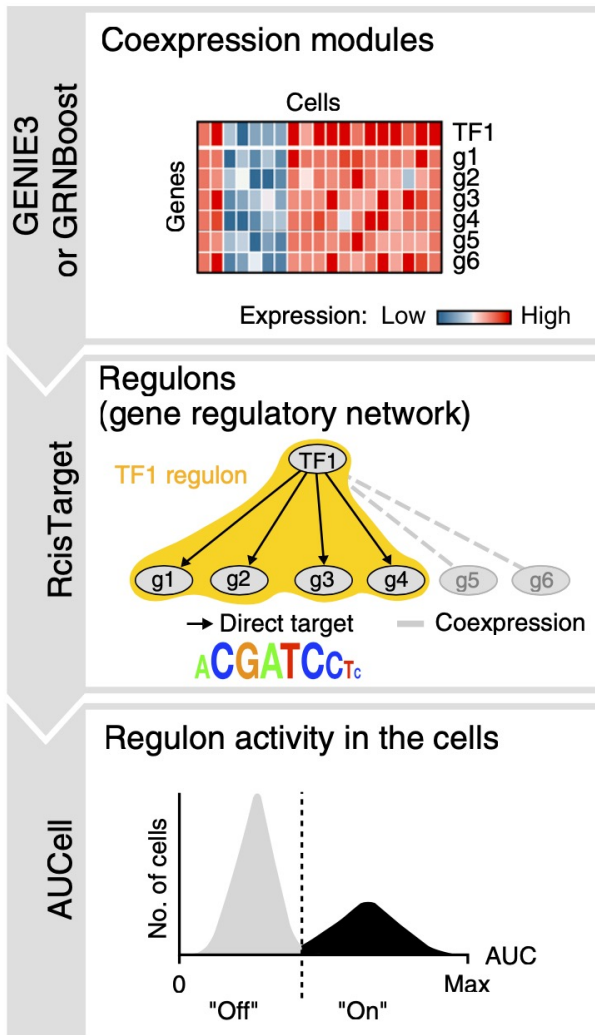 GENIE3
or GRNBoost
Coexpression modules
Cells
Genes
TF1
g1
g2
g3
g4
g5
g6
Expression: Low High
RcisTarget
Regulons
(gene regulatory network)
TF1 regulon
TF1
g1 g2 g3 g4 g5 g6
Direct target Coexpression
ACGATCCTc
AUCell
Regulon activity in the cells
No. of cells
AUC
0 Max
"Off" "On"